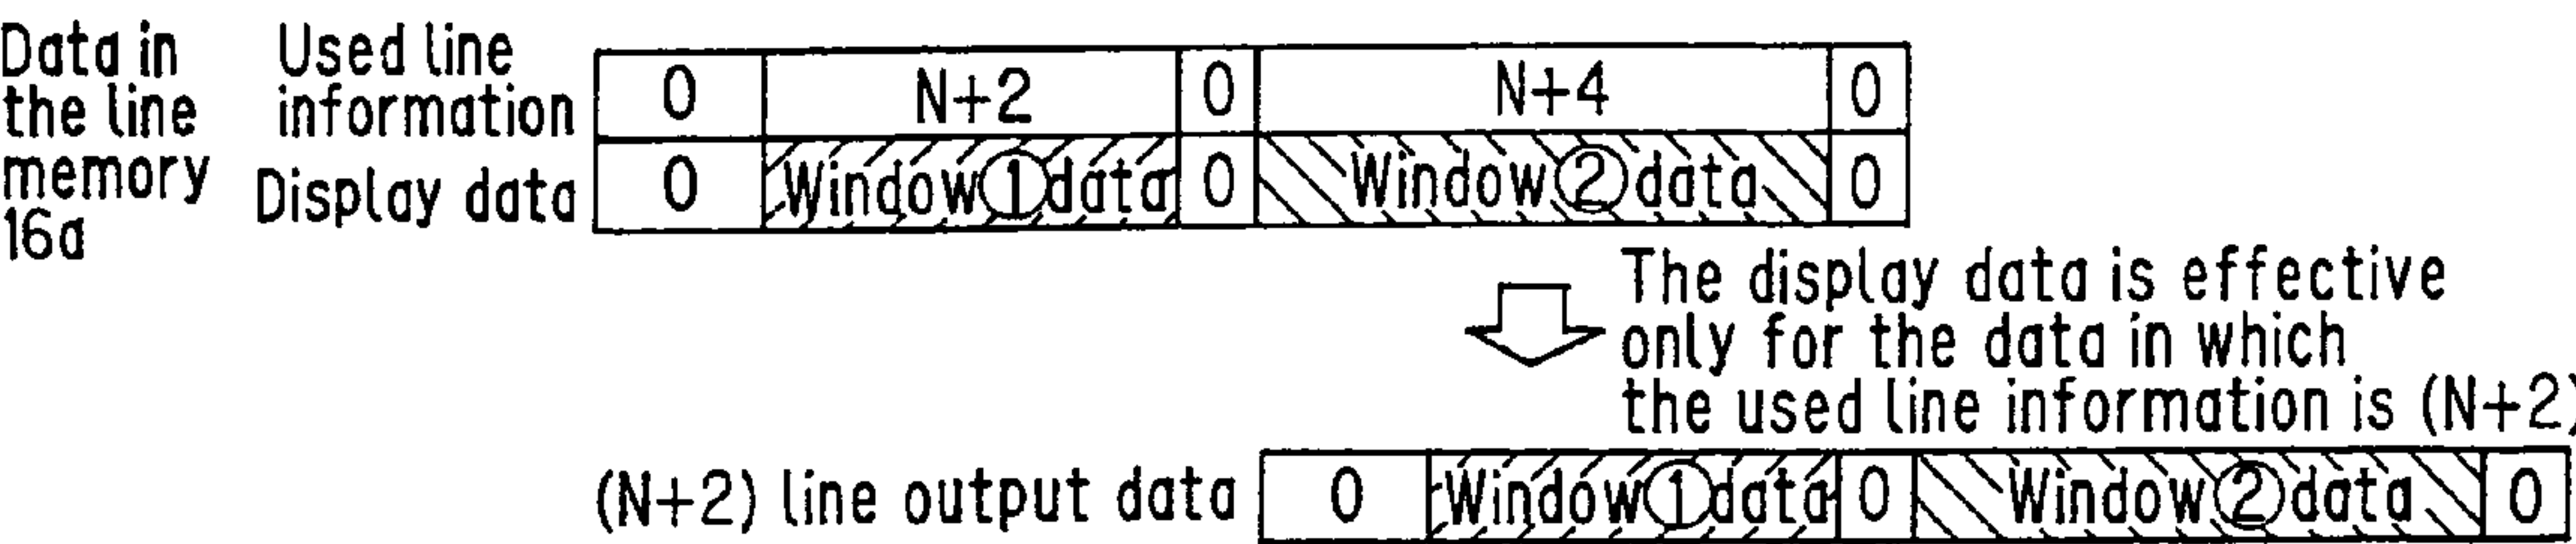 Data in
the line
memory
16a
Used line
information
0 N+2 0 N+4 0
Display data
0 Window①data 0 Window②data 0
The display data is effective
only for the data in which
the used line information is (N+2)
(N+2) line output data
0 Window①data 0 Window②data 0